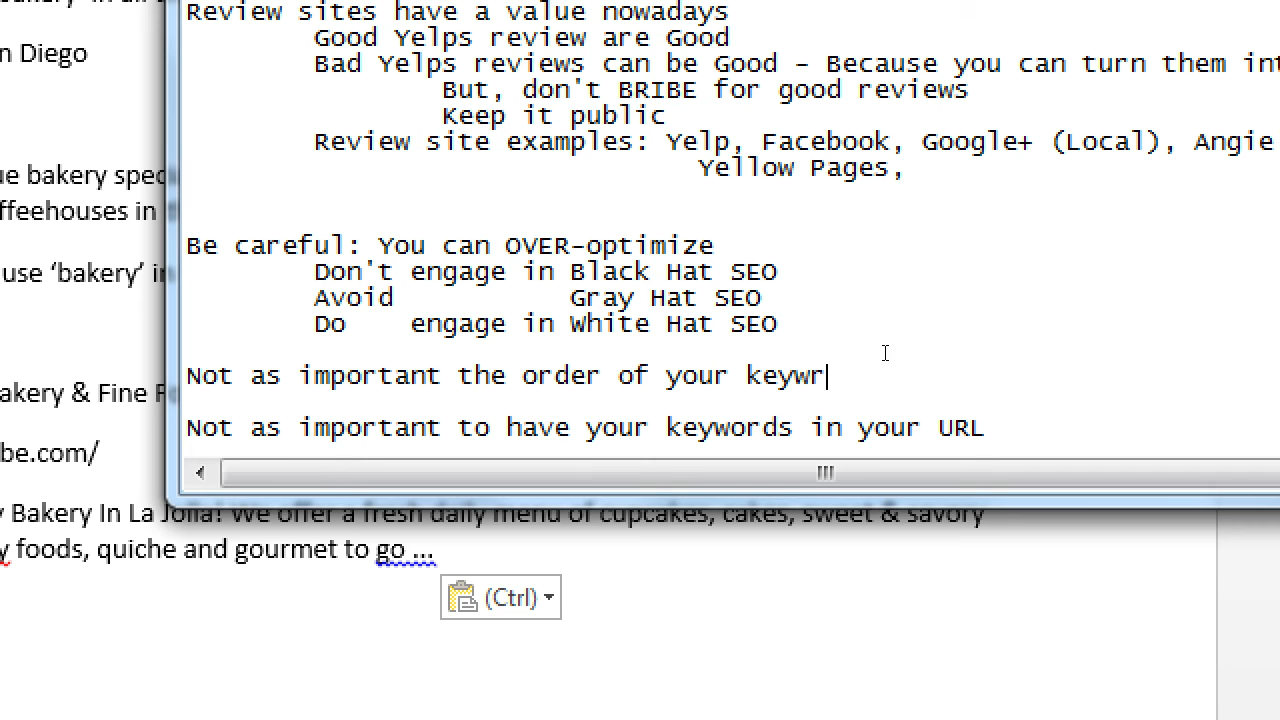 Review sites have a value nowadays
n Diego
Good Yelps review are Good
Bad Yelps reviews can be Good - Because you can turn them int
But, don't BRIBE for good reviews
Keep it public
Review site examples: Yelp, Facebook, Google+ (Local), Angie
ue bakery spec
Yellow Pages,
ffeehouses in
Be careful: You can OVER-optimize
use ‘bakery’ in
Don't engage in Black Hat SEO
Avoid Gray Hat SEO
Do engage in White Hat SEO
Not as important the order of your keywr
akery & Fine F
Not as important to have your keywords in your URL
be.com/
y Bakery In La Jolla! We offer a fresh daily menu of cupcakes, cakes, sweet & savory
y foods, quiche and gourmet to go ...
(Ctrl)